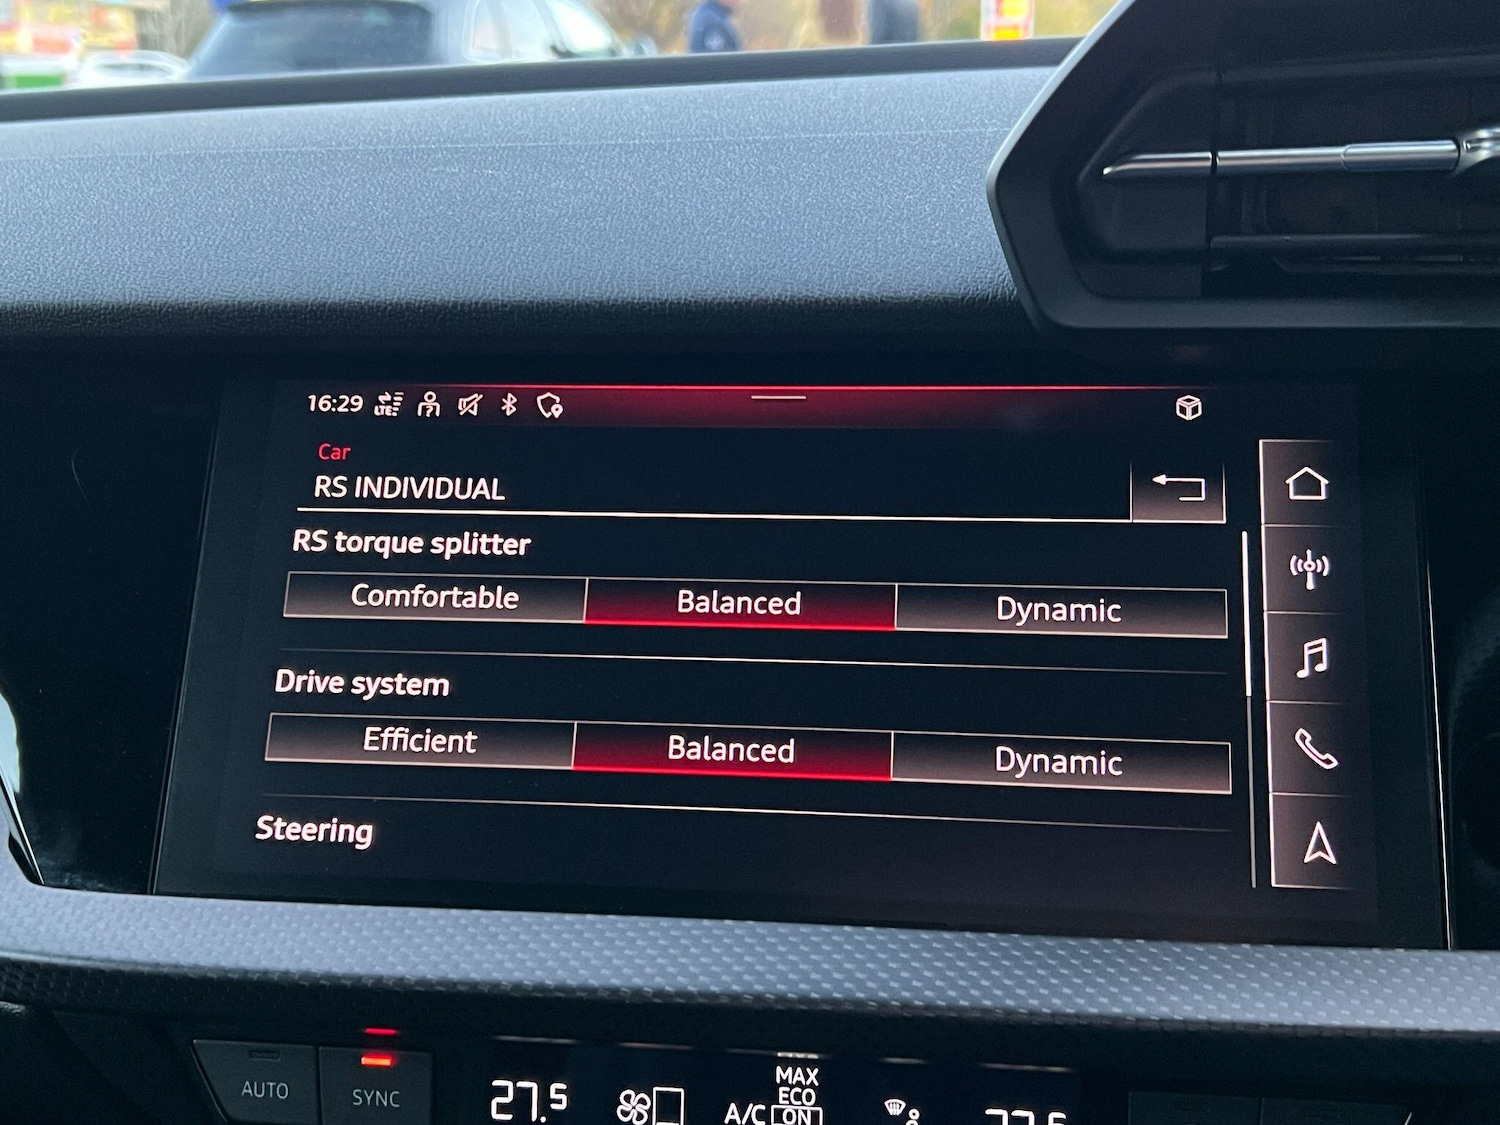 16:29 LTE
Car
RS INDIVIDUAL
RS torque splitter
Comfortable Balanced Dynamic
Drive system
Efficient Balanced Dynamic
Steering
AUTO SYNC
27.5
A/C
MAX
ECO
ON